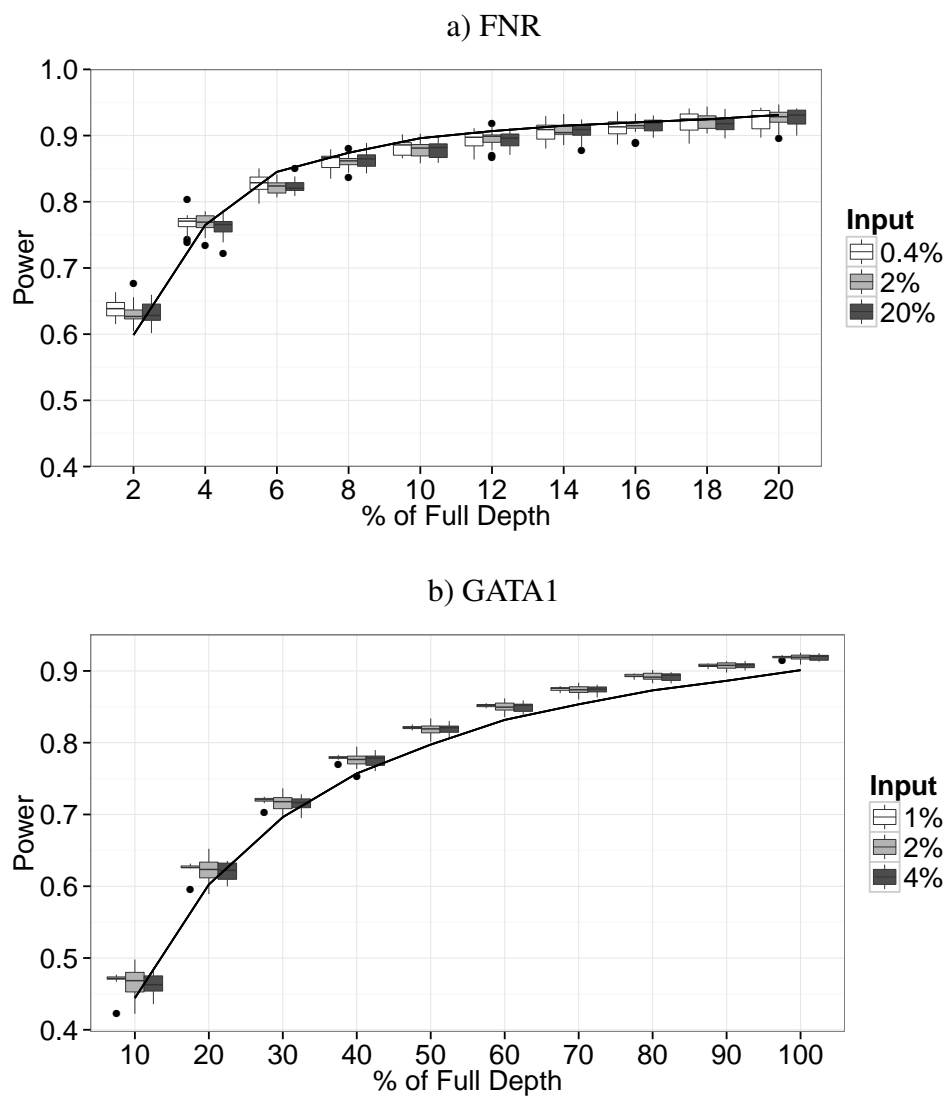 a) FNR
1.0
0.9
0.8
0.7
0.6
0.5
0.4
Power
2 4 6 8 10 12 14 16 18 20
% of Full Depth
Input
0.4%
2%
20%
b) GATA1
0.9
0.8
0.7
0.6
0.5
0.4
Power
10 20 30 40 50 60 70 80 90 100
% of Full Depth
Input
1%
2%
4%